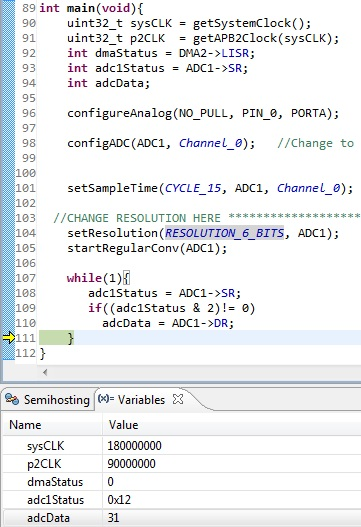 89 int main(void){
90 uint32_t sysCLK = getSystemClock();
91 uint32_t p2CLK = getAPB2Clock(sysCLK);
92 int dmaStatus = DMA2->LISR;
93 int adc1Status = ADC1->SR;
94 int adcData;
95
96 configureAnalog(NO_PULL, PIN_0, PORTA);
97
98 configADC(ADC1, Channel_0); //Change to
99
100
101 setSampleTime(CYCLE_15, ADC1, Channel_0);
102
103 //CHANGE RESOLUTION HERE *******************
104 setResolution(RESOLUTION_6_BITS, ADC1);
105 startRegularConv(ADC1);
106
107 while(1){
108 adc1Status = ADC1->SR;
109 if((adc1Status & 2)!= 0)
110 adcData = ADC1->DR;
111 }
112 }
Semihosting (x)= Variables
Name Value
sysCLK 180000000
p2CLK 90000000
dmaStatus 0
adc1Status 0x12
adcData 31